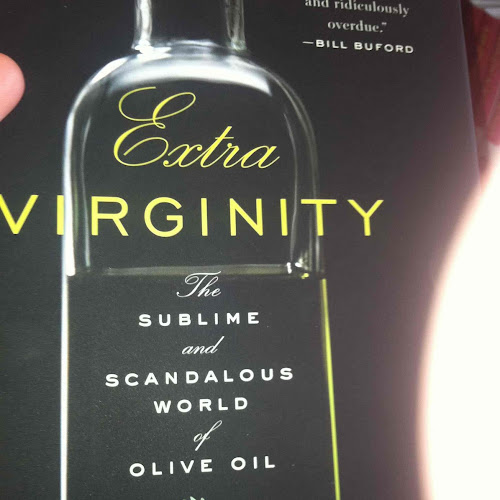 and ridiculously
overdue."
—BILL BUFORD
Extra
VIRGINITY
The
SUBLIME
and
SCANDALOUS
WORLD
of
OLIVE OIL